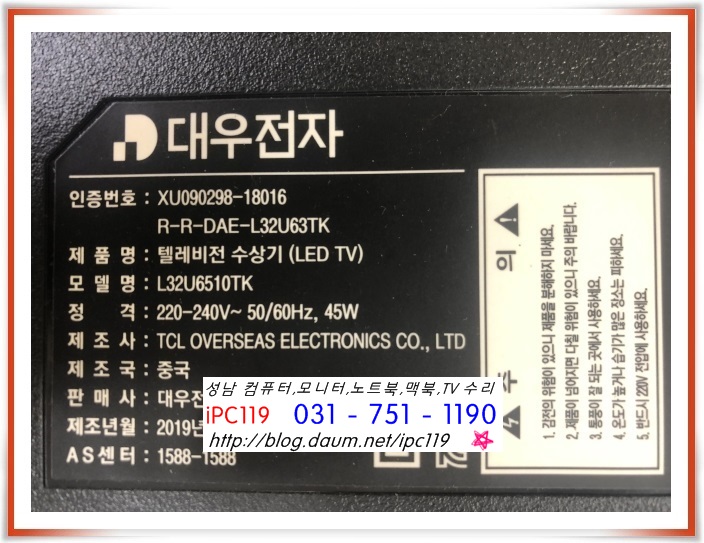 대우전자
인증번호 : XU090298-18016
R-R-DAE-L32U63TK
제 품 명 : 텔레비전 수상기 (LED TV)
모 델 명 : L32U6510TK
정 격 : 220-240V~ 50/60Hz, 45W
제 조 사 : TCL OVERSEAS ELECTRONICS CO., LTD
제 조 국 : 중국
판 매 사 : 대우전
제조년월 : 2019년
AS센터 : 1588-1588
성남 컴퓨터,모니터,노트북,맥북,TV 수리
iPC119 031 - 751 - 1190
http://blog.daum.net/ipc119
주 의
1. 감전의 위험이 있으니 제품을 분해하지 마세요.
2. 제품이 넘어지면 다칠 위험이 있으니 주의 바랍니다.
3. 통풍이 잘 되는 곳에서 사용하세요.
4. 온도가 높거나 습기가 많은 장소는 피하세요.
5. 반드시 220V 전압에 사용하세요.